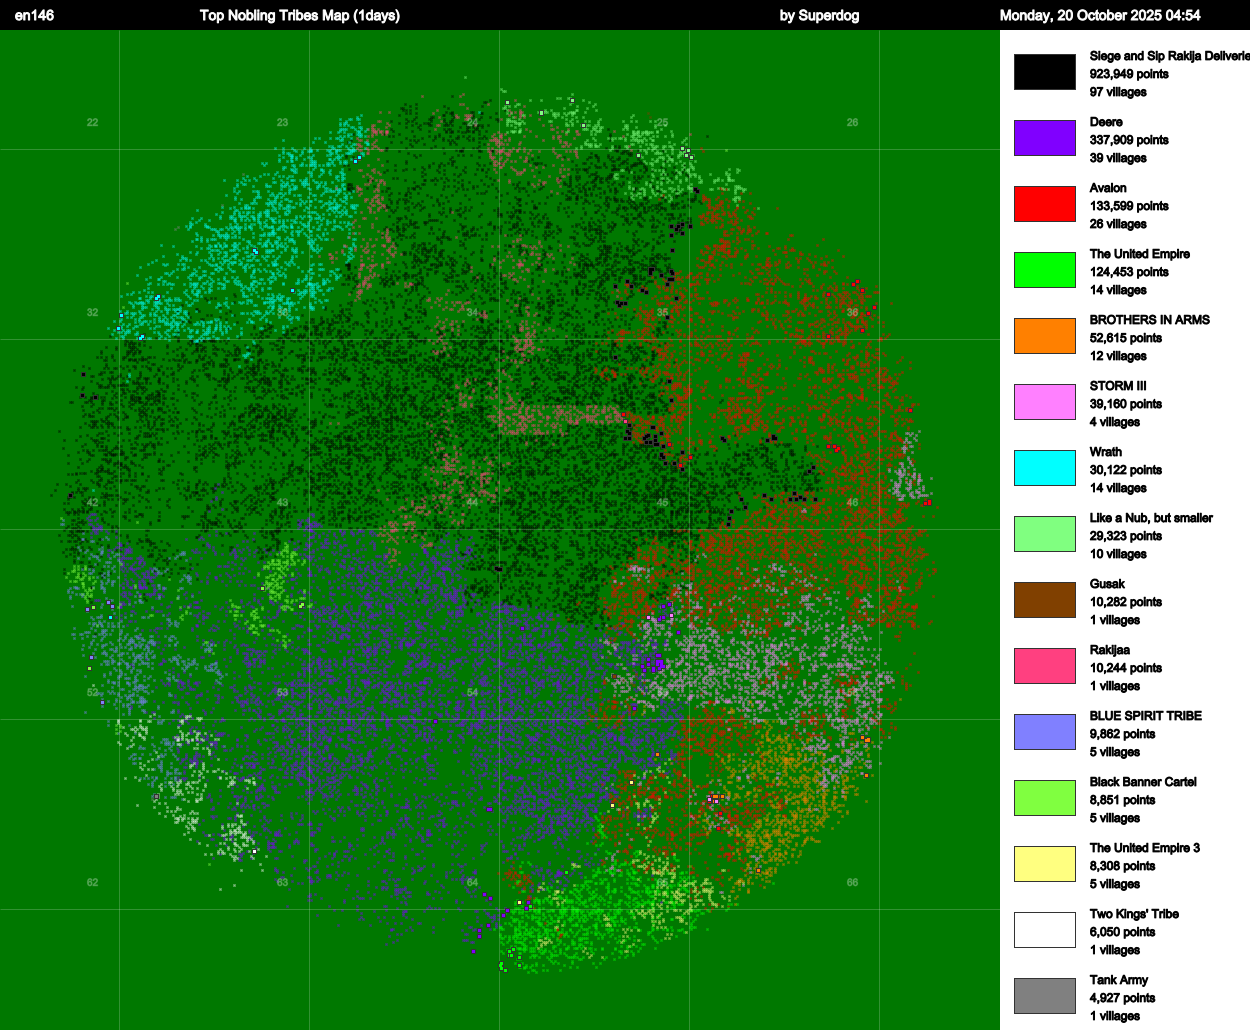 en146
Top Nobling Tribes Map (1days)
by Superdog
Monday, 20 October 2025 04:54
Siege and Sip Rakija Deliverie
923,949 points
97 villages
Deere
337,909 points
39 villages
Avalon
133,599 points
26 villages
The United Empire
124,453 points
14 villages
BROTHERS IN ARMS
52,615 points
12 villages
STORM III
39,160 points
4 villages
Wrath
30,122 points
14 villages
Like a Nub, but smaller
29,323 points
10 villages
Gusak
10,282 points
1 villages
Rakijaa
10,244 points
1 villages
BLUE SPIRIT TRIBE
9,862 points
5 villages
Black Banner Cartel
8,851 points
5 villages
The United Empire 3
8,308 points
5 villages
Two Kings' Tribe
6,050 points
1 villages
Tank Army
4,927 points
1 villages
22 23 24 25 26
32 33 34 35 36
42 43 45 46
52 53 54 55
62 63 64 66